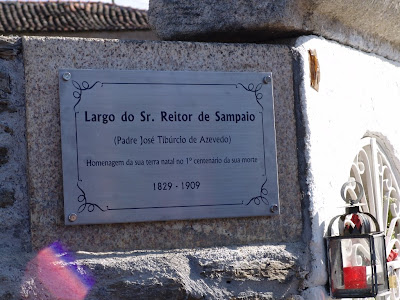 Largo do Sr. Reitor de Sampaio
(Padre José Tibúrcio de Azevedo)
Homenagem da sua terra natal no 1º centenário da sua morte
1829 - 1909